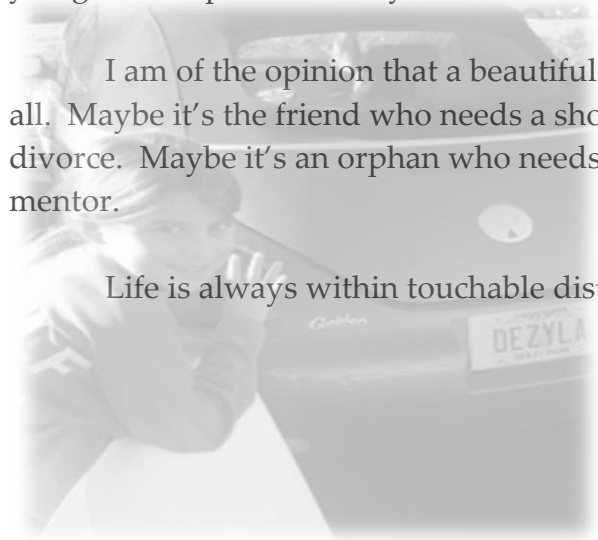 I am of the opinion that a beautiful
all. Maybe it's the friend who needs a sho
divorce. Maybe it's an orphan who needs
mentor.
Life is always within touchable dist
DEZYLA